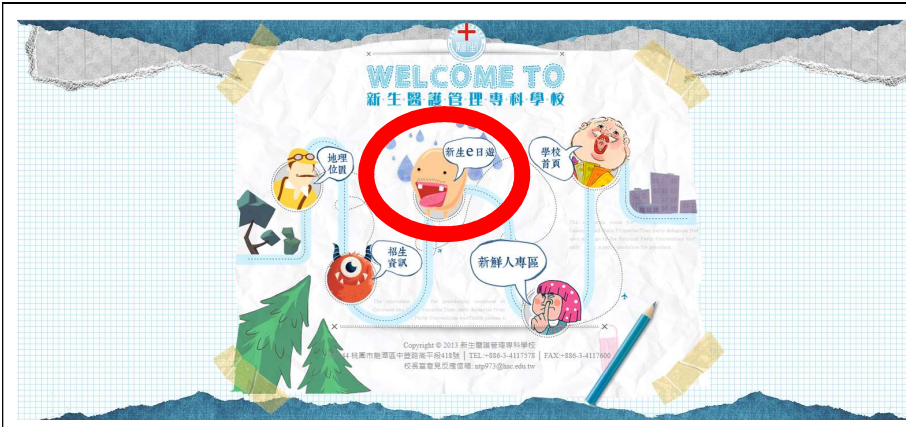 WELCOME TO
新生醫護管理專科學校
地理
位置
新生e日遊
學校
首頁
招生
資訊
新鮮人專區
Copyright © 2013 新生醫護管理專科學校
44 桃園市龍潭區中豐路高平段418號 │ TEL:+886-3-4117578 │ FAX:+886-3-4117600
校長室意見反應信箱: ntp973@hsc.edu.tw